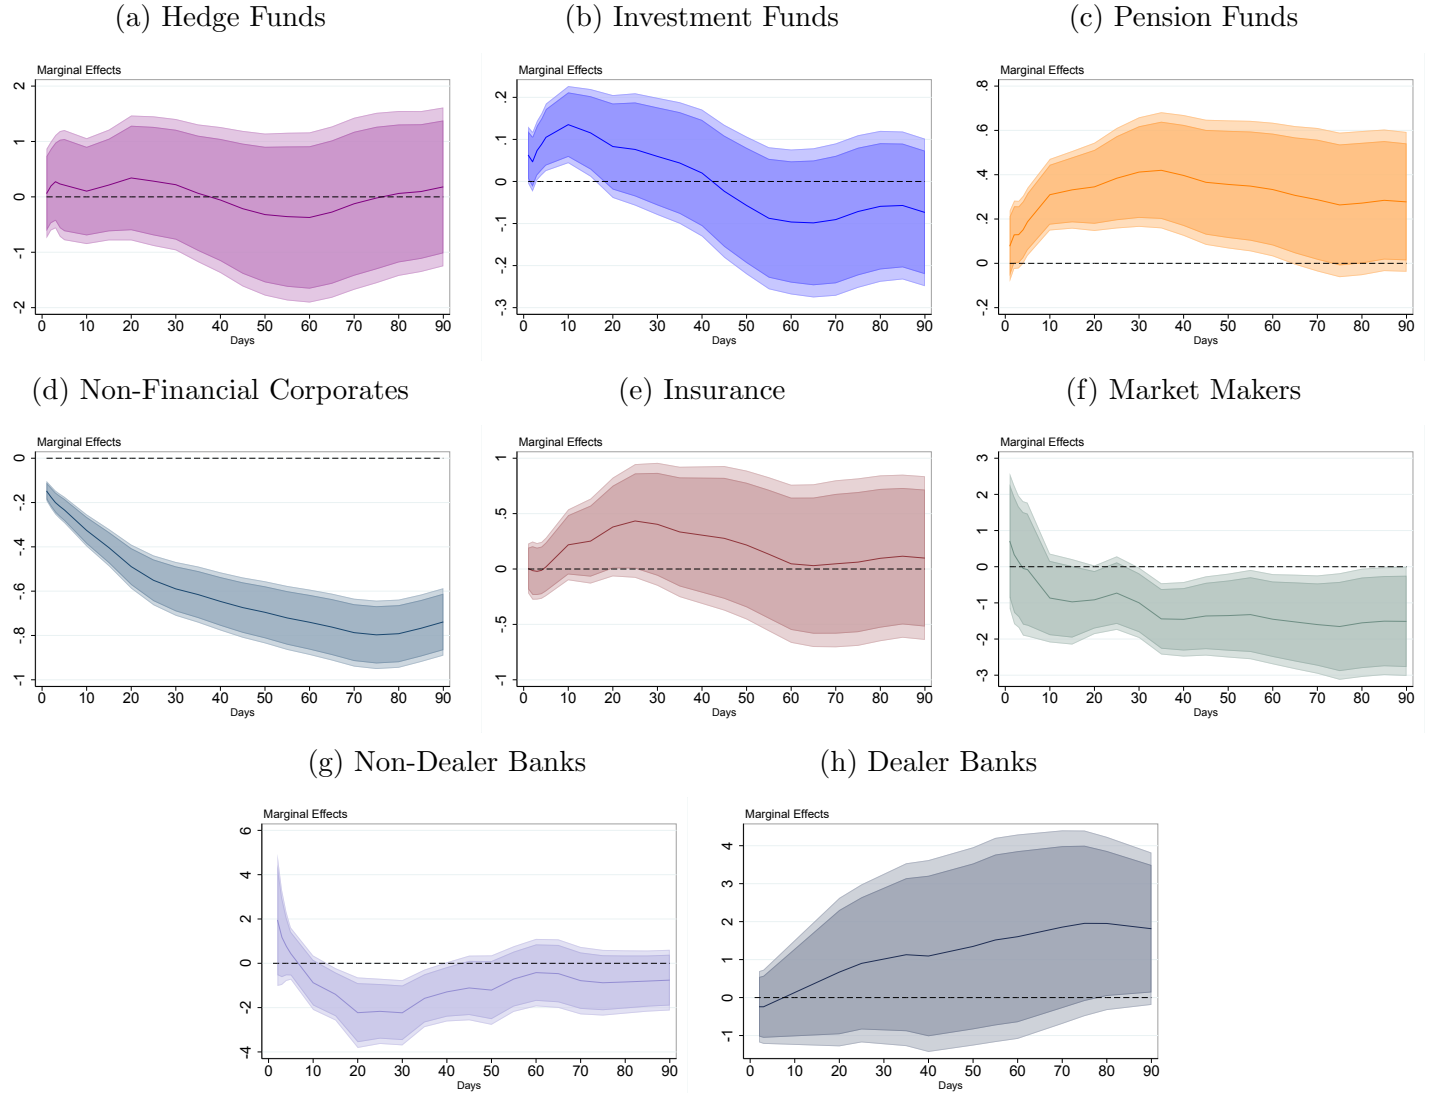 (a) Hedge Funds
Marginal Effects
2
1
0
-1
-2
0 10 20 30 40 50 60 70 80 90
Days
(b) Investment Funds
Marginal Effects
.2
.1
0
-.1
-.2
-.3
0 10 20 30 40 50 60 70 80 90
Days
(c) Pension Funds
Marginal Effects
.8
.6
.4
.2
0
-.2
0 10 20 30 40 50 60 70 80 90
Days
(d) Non-Financial Corporates
Marginal Effects
0
-.2
-.4
-.6
-.8
-1
0 10 20 30 40 50 60 70 80 90
Days
(e) Insurance
Marginal Effects
1
.5
0
-.5
-1
0 10 20 30 40 50 60 70 80 90
Days
(f) Market Makers
Marginal Effects
3
2
1
0
-1
-2
-3
0 10 20 30 40 50 60 70 80 90
Days
(g) Non-Dealer Banks
Marginal Effects
6
4
2
0
-2
-4
0 10 20 30 40 50 60 70 80 90
Days
(h) Dealer Banks
Marginal Effects
4
3
2
1
0
-1
0 10 20 30 40 50 60 70 80 90
Days